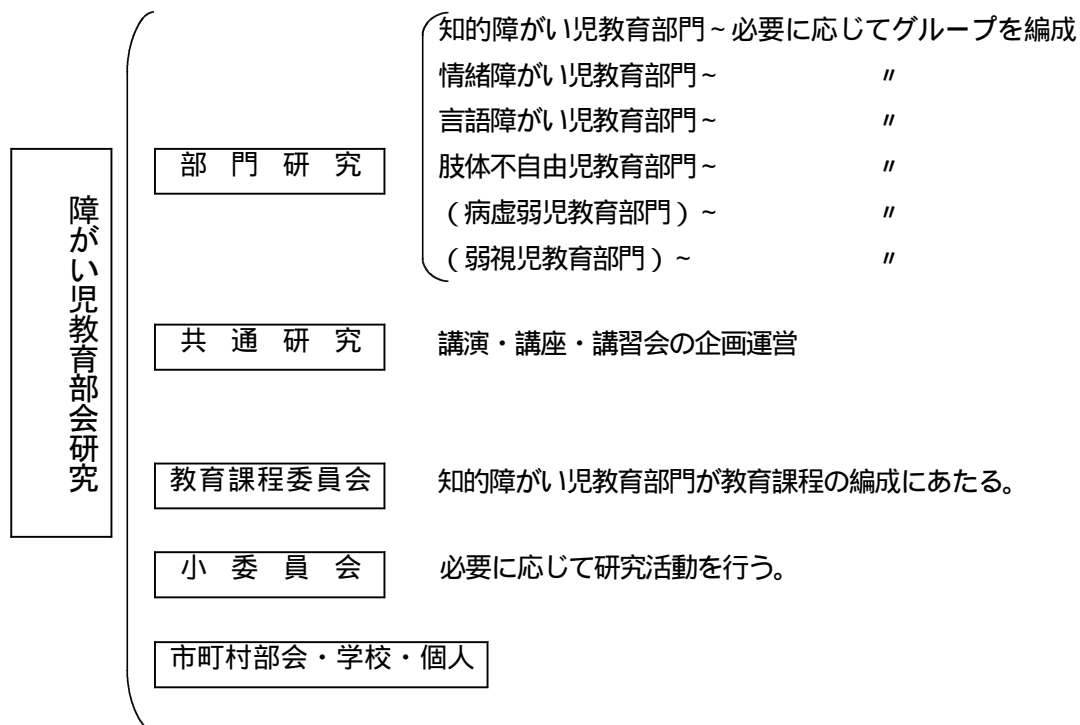 障がい児教育部会研究
部門研究
知的障がい児教育部門~必要に応じてグループを編成
情緒障がい児教育部門~ 〃
言語障がい児教育部門~ 〃
肢体不自由児教育部門~ 〃
(病虚弱児教育部門)~ 〃
(弱視児教育部門)~ 〃
共通研究 講演・講座・講習会の企画運営
教育課程委員会 知的障がい児教育部門が教育課程の編成にあたる。
小委員会 必要に応じて研究活動を行う。
市町村部会・学校・個人